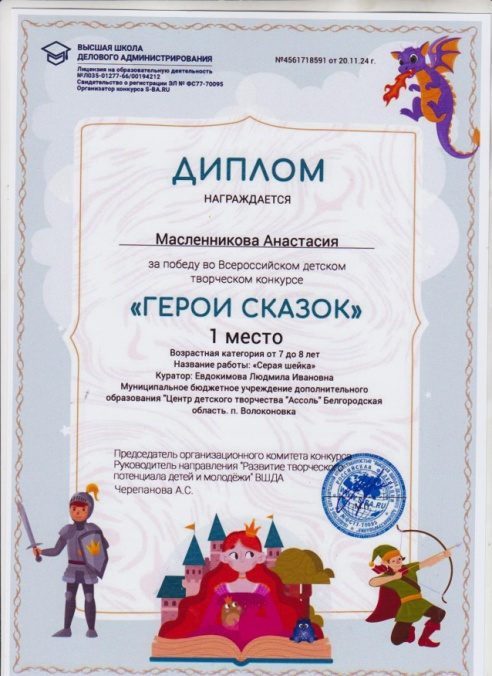 ВЫСШАЯ ШКОЛА
ДЕЛОВОГО АДМИНИСТРИРОВАНИЯ
Лицензия на образовательную деятельность
№Л035-01277-66/00194212
Свидетельство о регистрации ЭЛ № ФС77-70095
Организатор конкурса S-BA.RU
№4561718591 от 20.11.24 г.
ДИПЛОМ
НАГРАЖДАЕТСЯ
Масленникова Анастасия
за победу во Всероссийском детском
творческом конкурсе
«ГЕРОИ СКАЗОК»
1 место
Возрастная категория от 7 до 8 лет
Название работы: «Серая шейка»
Куратор: Евдокимова Людмила Ивановна
Муниципальное бюджетное учреждение дополнительного
образования "Центр детского творчества "Ассоль" Белгородская
область. п. Волоконовка
Председатель организационного комитета конкурса
Руководитель направления "Развитие творческого
потенциала детей и молодёжи" ВШДА
Черепанова А.С.